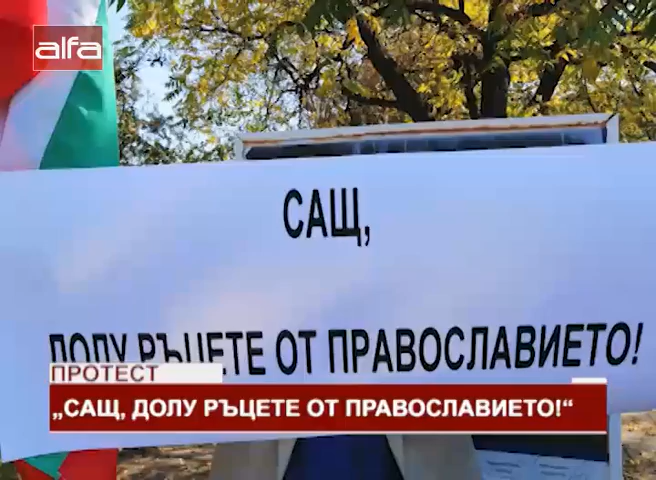 alfa
САЩ,
ДОЛУ РЪЦЕТЕ ОТ ПРАВОСЛАВИЕТО!
ПРОТЕСТ
„САЩ, ДОЛУ РЪЦЕТЕ ОТ ПРАВОСЛАВИЕТО!“